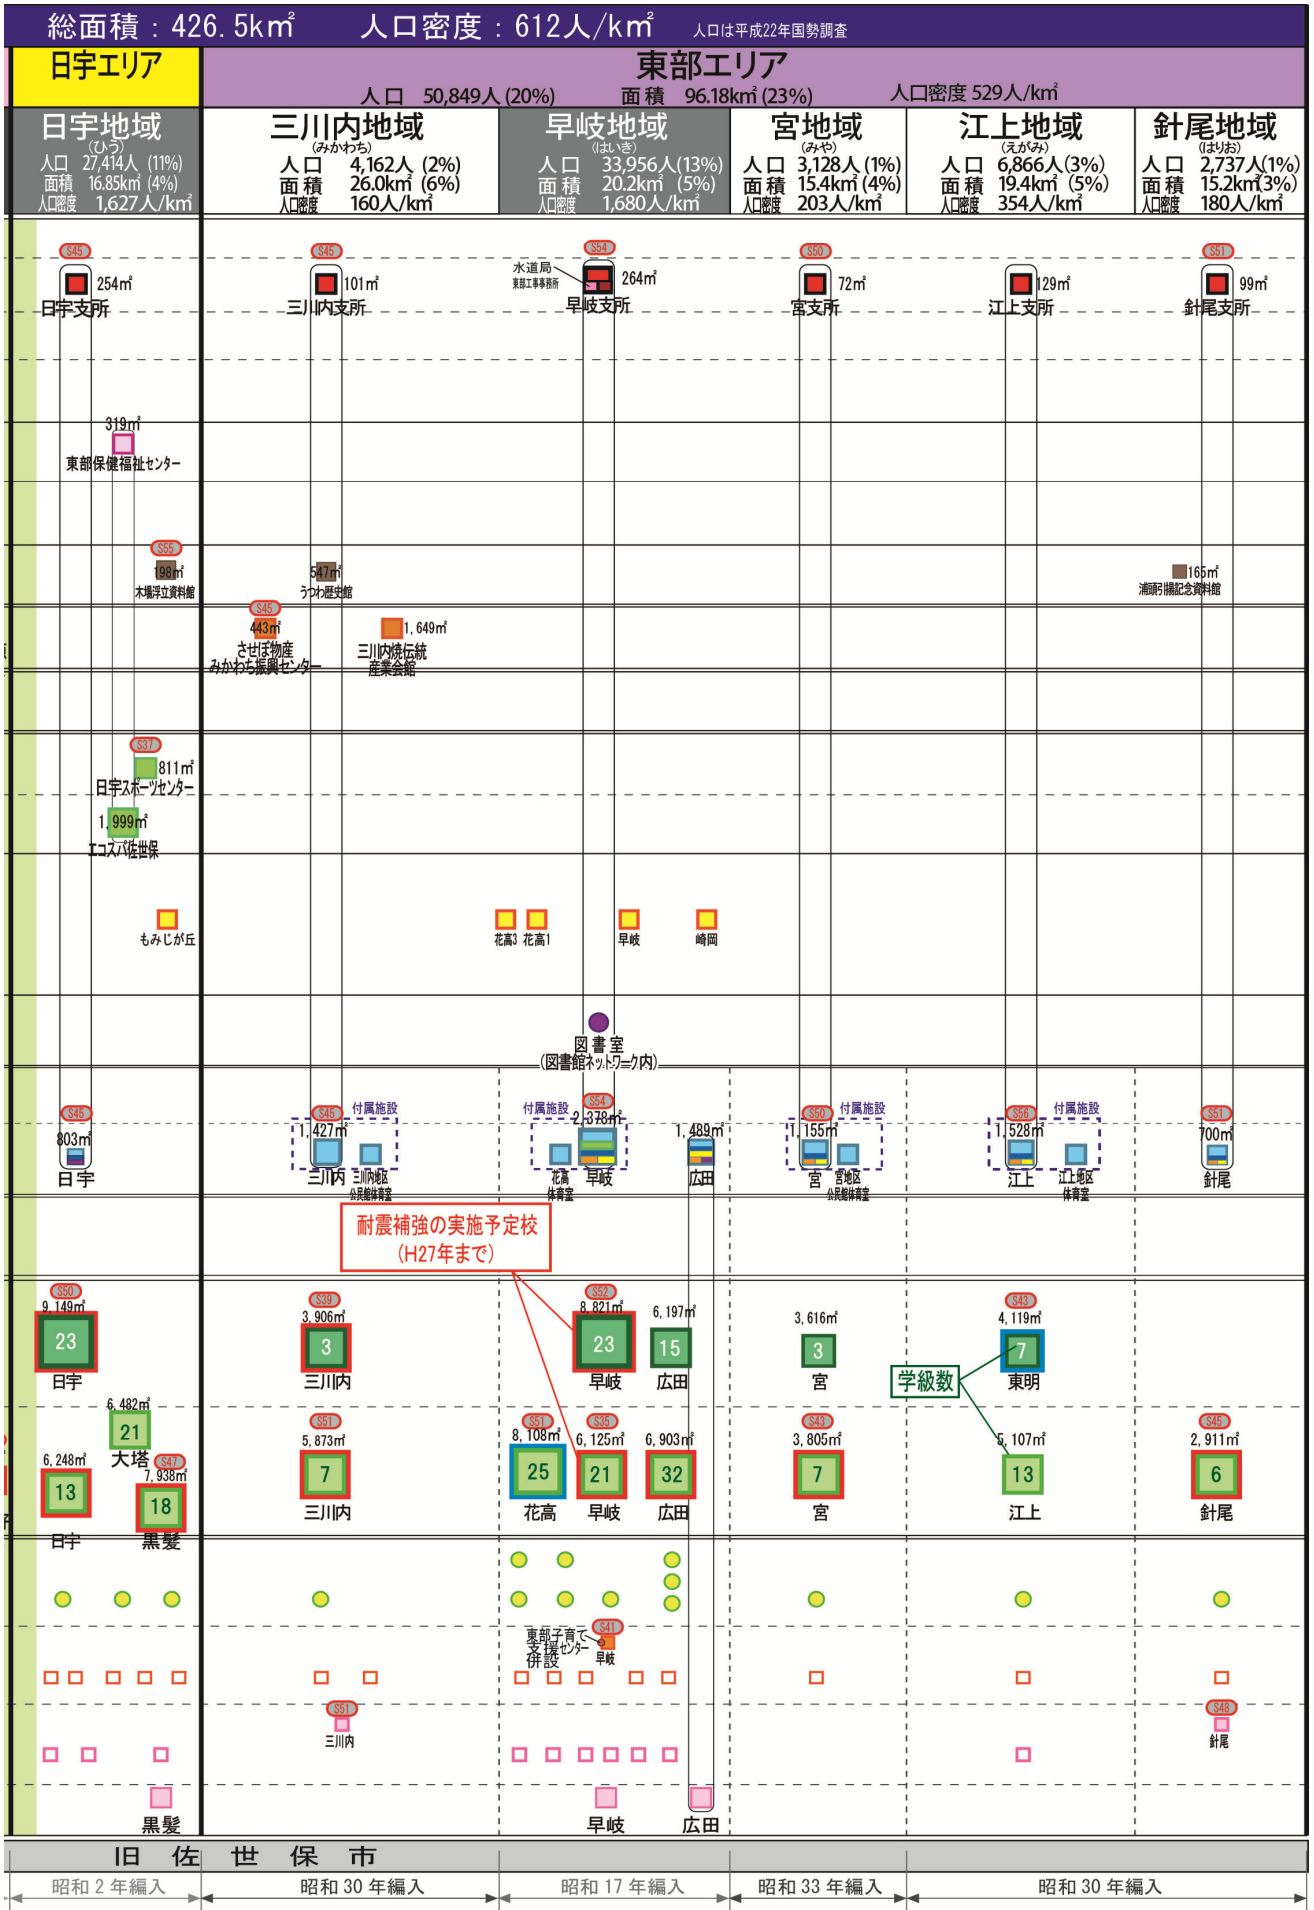 総面積：426.5k㎡　人口密度：612人/k㎡　人口は平成22年国勢調査
日宇エリア
東部エリア
人口　50,849人(20%)　面積　96.18k㎡(23%)　人口密度 529人/k㎡
日宇地域
(ひう)
人口 27,414人 (11%)
面積 16.85k㎡ (4%)
人口密度 1,627人/k㎡
三川内地域
(みかわち)
人口 4,162人 (2%)
面積 26.0k㎡ (6%)
人口密度 160人/k㎡
早岐地域
(はいき)
人口 33,956人(13%)
面積 20.2k㎡ (5%)
人口密度 1,680人/k㎡
宮地域
(みや)
人口 3,128人(1%)
面積 15.4k㎡(4%)
人口密度 203人/k㎡
江上地域
(えがみ)
人口 6,866人(3%)
面積 19.4k㎡ (5%)
人口密度 354人/k㎡
針尾地域
(はりお)
人口 2,737人(1%)
面積 15.2k㎡(3%)
人口密度 180人/k㎡
S45
254㎡
日宇支所
S45
101㎡
三川内支所
S54
水道局
東部工事事務所
264㎡
早岐支所
S50
72㎡
宮支所
129㎡
江上支所
S51
99㎡
針尾支所
319㎡
東部保健福祉センター
S55
198㎡
木場浮立資料館
547㎡
うつわ歴史館
165㎡
浦頭引揚記念資料館
S45
443㎡
させぼ物産
みかわち振興センター
1,649㎡
三川内焼伝統
産業会館
S37
811㎡
日宇スポーツセンター
1,999㎡
エコスパ佐世保
もみじが丘
花高3
花高1
早岐
崎岡
図書室
(図書館ネットワーク内)
S45
803㎡
日宇
S45
付属施設
1,427㎡
三川内
三川内地区
公民館体育室
付属施設
S54
2,378㎡
花高
体育室
早岐
1,489㎡
広田
S50
付属施設
1,155㎡
宮
宮地区
公民館体育室
S56
付属施設
1,528㎡
江上
江上地区
体育室
S51
700㎡
針尾
耐震補強の実施予定校
(H27年まで)
S50
9,149㎡
23
日宇
S39
3,906㎡
3
三川内
S52
8,821㎡
23
早岐
6,197㎡
15
広田
3,616㎡
3
宮
S43
4,119㎡
7
東明
学級数
6,482㎡
21
大塔
6,248㎡
13
日宇
S47
7,938㎡
18
黒髪
S51
5,873㎡
7
三川内
S51
8,108㎡
25
花高
S35
6,125㎡
21
早岐
6,903㎡
32
広田
S43
3,805㎡
7
宮
5,107㎡
13
江上
S45
2,911㎡
6
針尾
S41
東部子育て
支援センター
併設
早岐
S51
三川内
S48
針尾
黒髪
早岐
広田
旧佐世保市
昭和2年編入
昭和30年編入
昭和17年編入
昭和33年編入
昭和30年編入